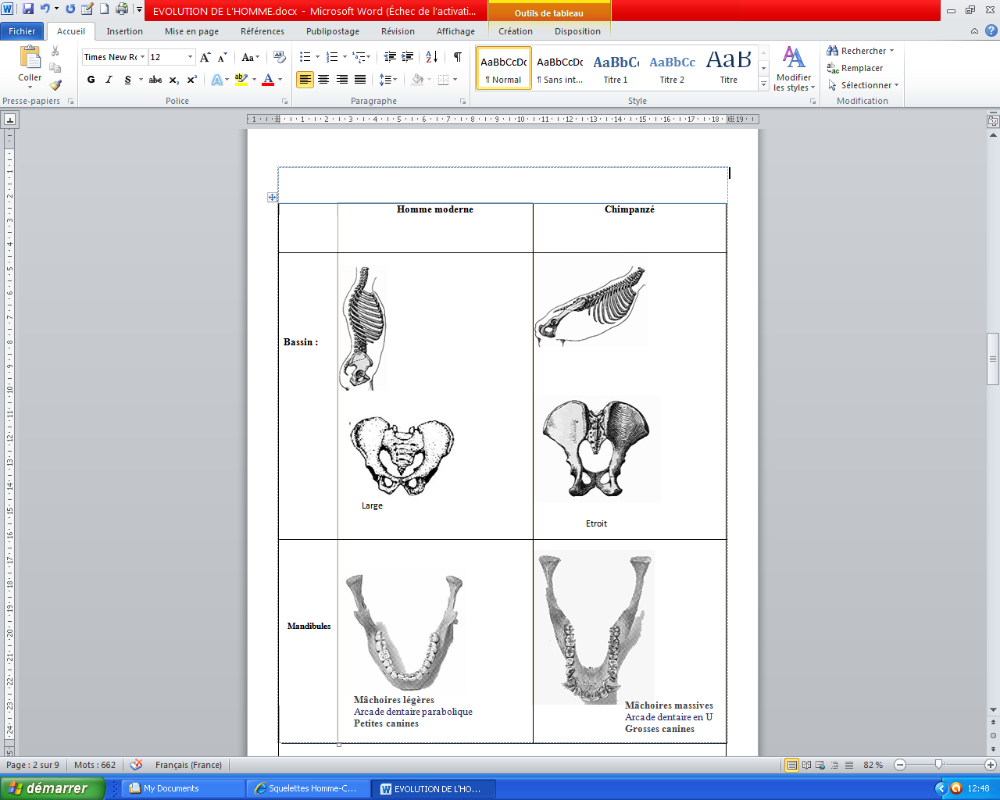 EVOLUTION DE L'HOMME.docx - Microsoft Word (Échec de l'activati...
Outils de tableau
Fichier
Accueil
Insertion
Mise en page
Références
Publipostage
Révision
Affichage
Création
Disposition
Coller
Presse-papiers
Times New Ro
12
G I S abc x₂ x²
Police
Paragraphe
AaBbCcDc
¶ Normal
AaBbCcDc
¶ Sans int...
AaBbC
Titre 1
AaBbCc
Titre 2
AaB
Titre
Modifier
les styles
Style
Rechercher
Remplacer
Sélectionner
Modification
Homme moderne
Chimpanzé
Bassin :
Large
Etroit
Mandibules
Mâchoires légères
Arcade dentaire parabolique
Petites canines
Mâchoires massives
Arcade dentaire en U
Grosses canines
Page : 2 sur 9
Mots : 662
Français (France)
82 %
démarrer
My Documents
Squelettes Homme-C...
EVOLUTION DE L'HO...
12:48